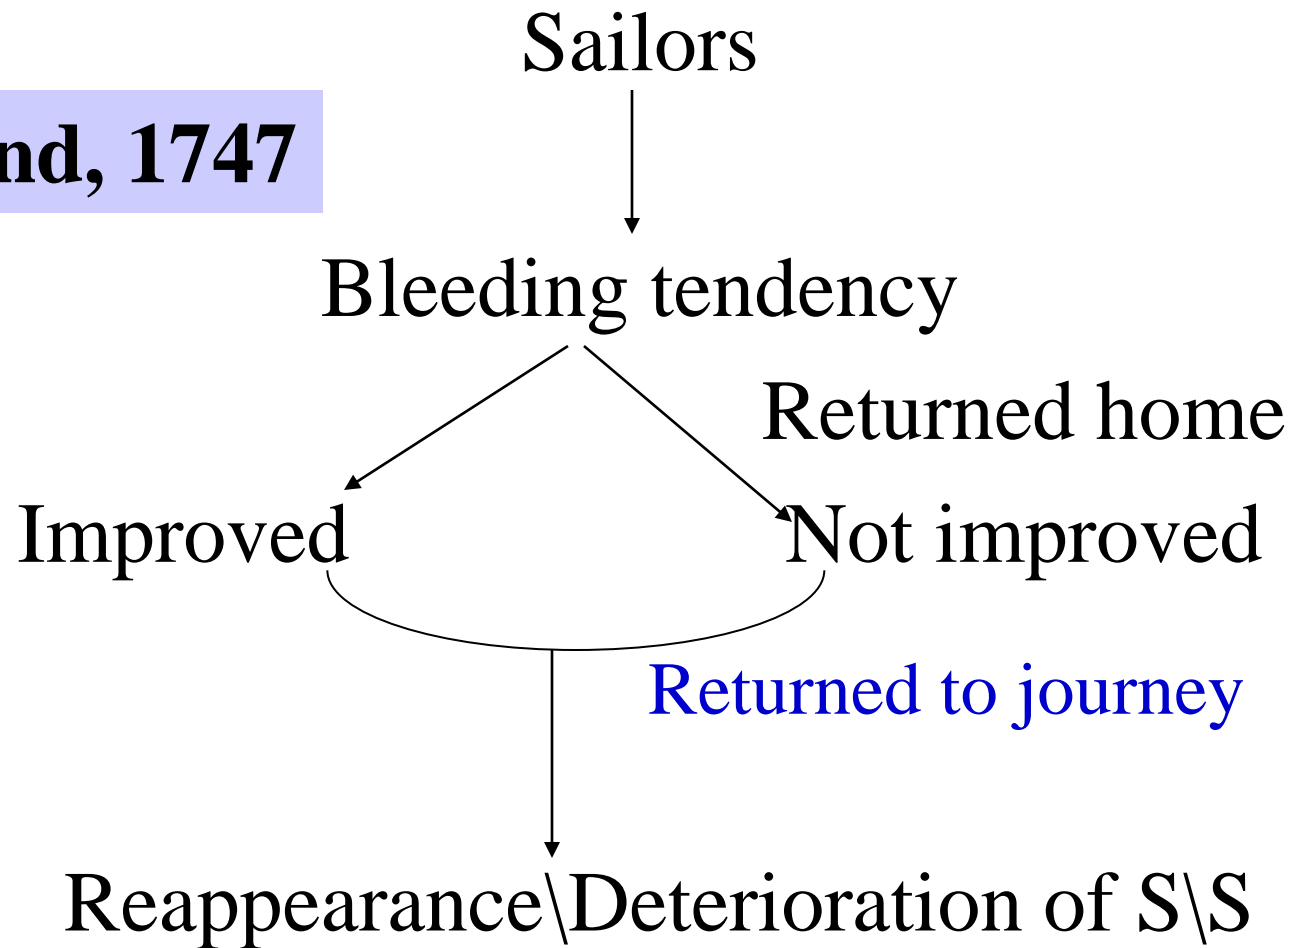 Sailors
nd, 1747
Bleeding tendency
Returned home
Improved
Not improved
Returned to journey
Reappearance\Deterioration of S\S